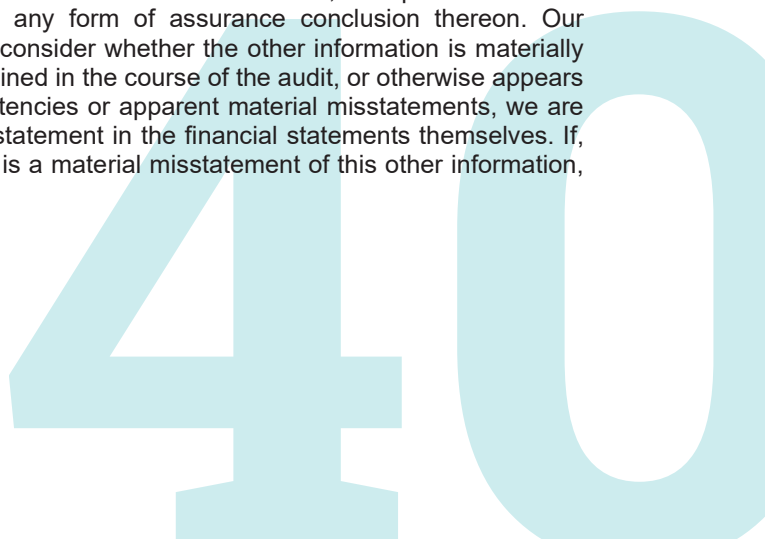 any form of assurance conclusion thereon. Our
consider whether the other information is materially
ined in the course of the audit, or otherwise appears
tencies or apparent material misstatements, we are
statement in the financial statements themselves. If,
is a material misstatement of this other information,
40